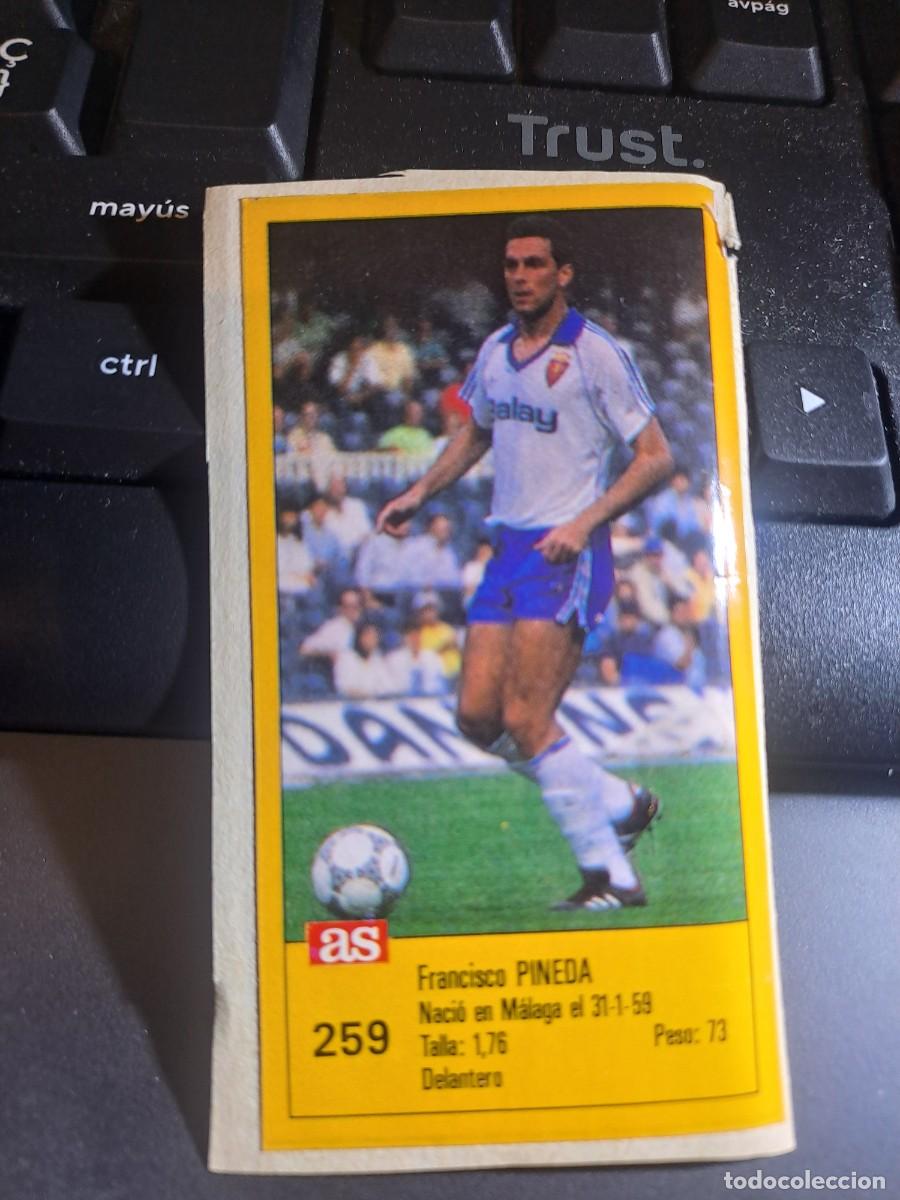 avpág
Ç
Trust.
mayús
ctrl
alay
DAN
as
Francisco PINEDA
Nació en Málaga el 31-1-59
259
Talla: 1,76 Peso: 73
Delantero
todocoleccion